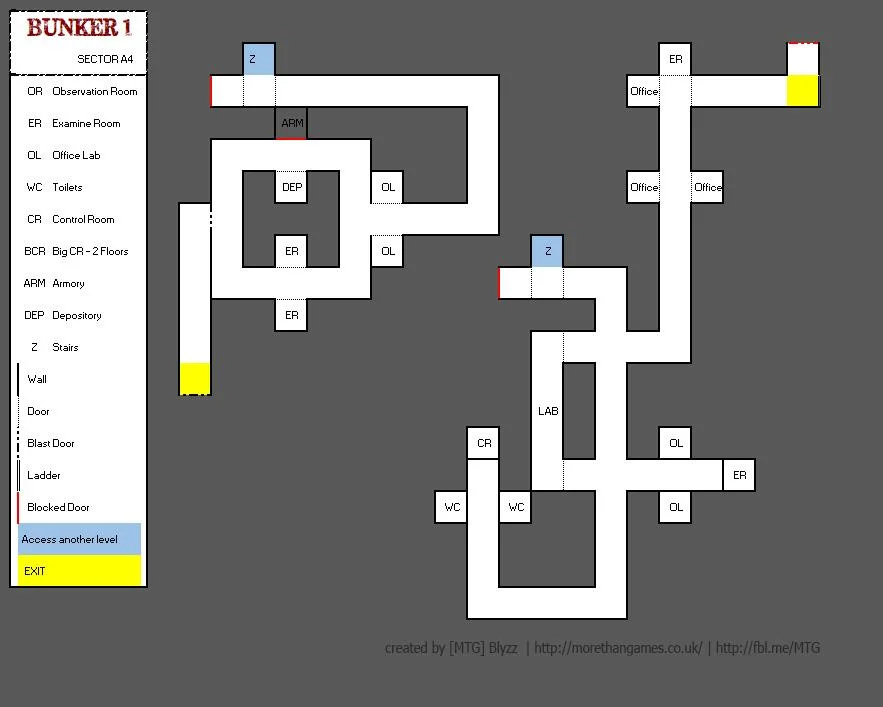 BUNKER 1
SECTOR A4
OR Observation Room
ER Examine Room
OL Office Lab
WC Toilets
CR Control Room
BCR Big CR - 2 Floors
ARM Armory
DEP Depository
Z Stairs
Wall
Door
Blast Door
Ladder
Blocked Door
Access another level
EXIT
Z
ARM
DEP
OL
ER
OL
ER
ER
Office
Office
Office
Z
LAB
CR
OL
ER
WC
WC
OL
created by [MTG] Blyzz | http://morethangames.co.uk/ | http://fbl.me/MTG